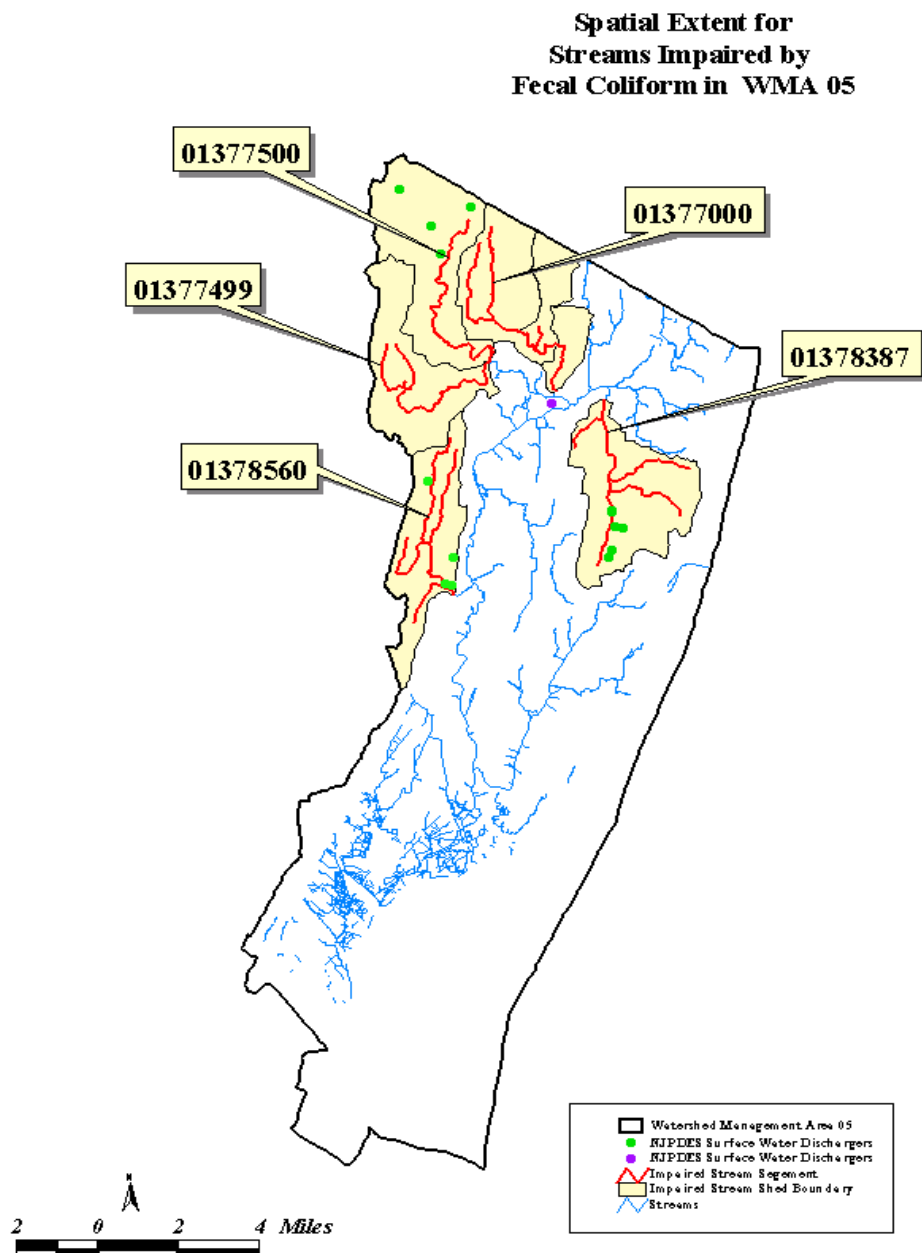 Spatial Extent for
Streams Impaired by
Fecal Coliform in WMA 05
01377500
01377000
01377499
01378387
01378560
Watershed Management Area 05
NJPDES Surface Water Dischargers
NJPDES Surface Water Dischargers
Impaired Stream Segement
Impaired Stream Shed Boundary
Streams
N
2 0 2 4 Miles